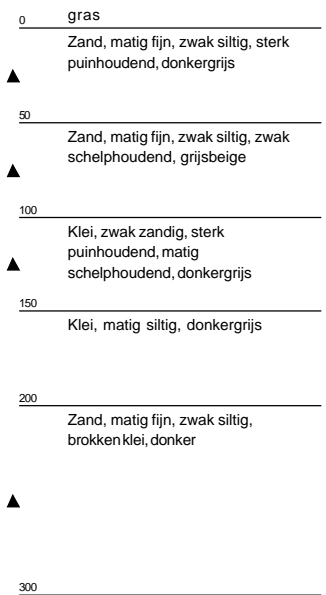 0 gras
Zand, matig fijn, zwak siltig, sterk
puinhoudend, donkergrijs
50
Zand, matig fijn, zwak siltig, zwak
schelphoudend, grijsbeige
100
Klei, zwak zandig, sterk
puinhoudend, matig
schelphoudend, donkergrijs
150
Klei, matig siltig, donkergrijs
200
Zand, matig fijn, zwak siltig,
brokken klei, donker
300